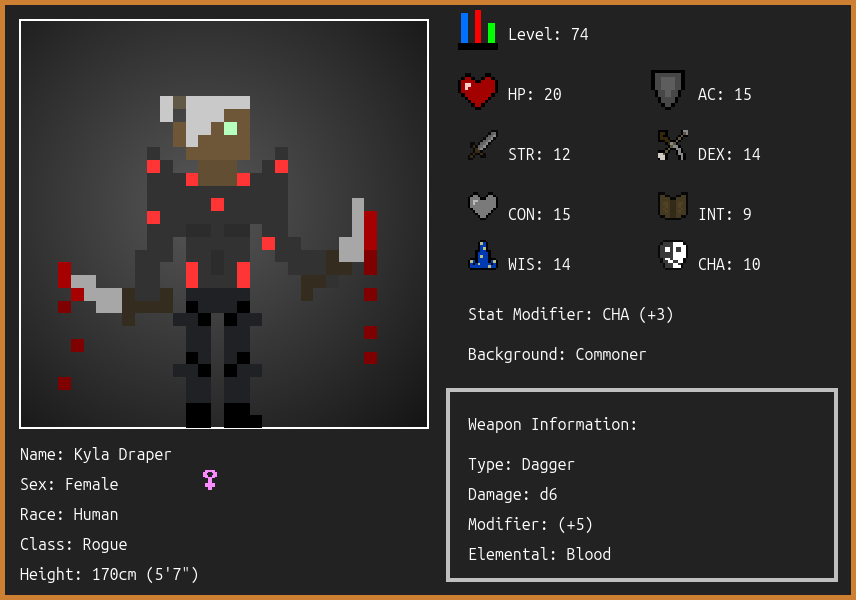 Level: 74
HP: 20
AC: 15
STR: 12
DEX: 14
CON: 15
INT: 9
WIS: 14
CHA: 10
Stat Modifier: CHA (+3)
Background: Commoner
Weapon Information:
Type: Dagger
Damage: d6
Modifier: (+5)
Elemental: Blood
Name: Kyla Draper
Sex: Female
Race: Human
Class: Rogue
Height: 170cm (5'7")